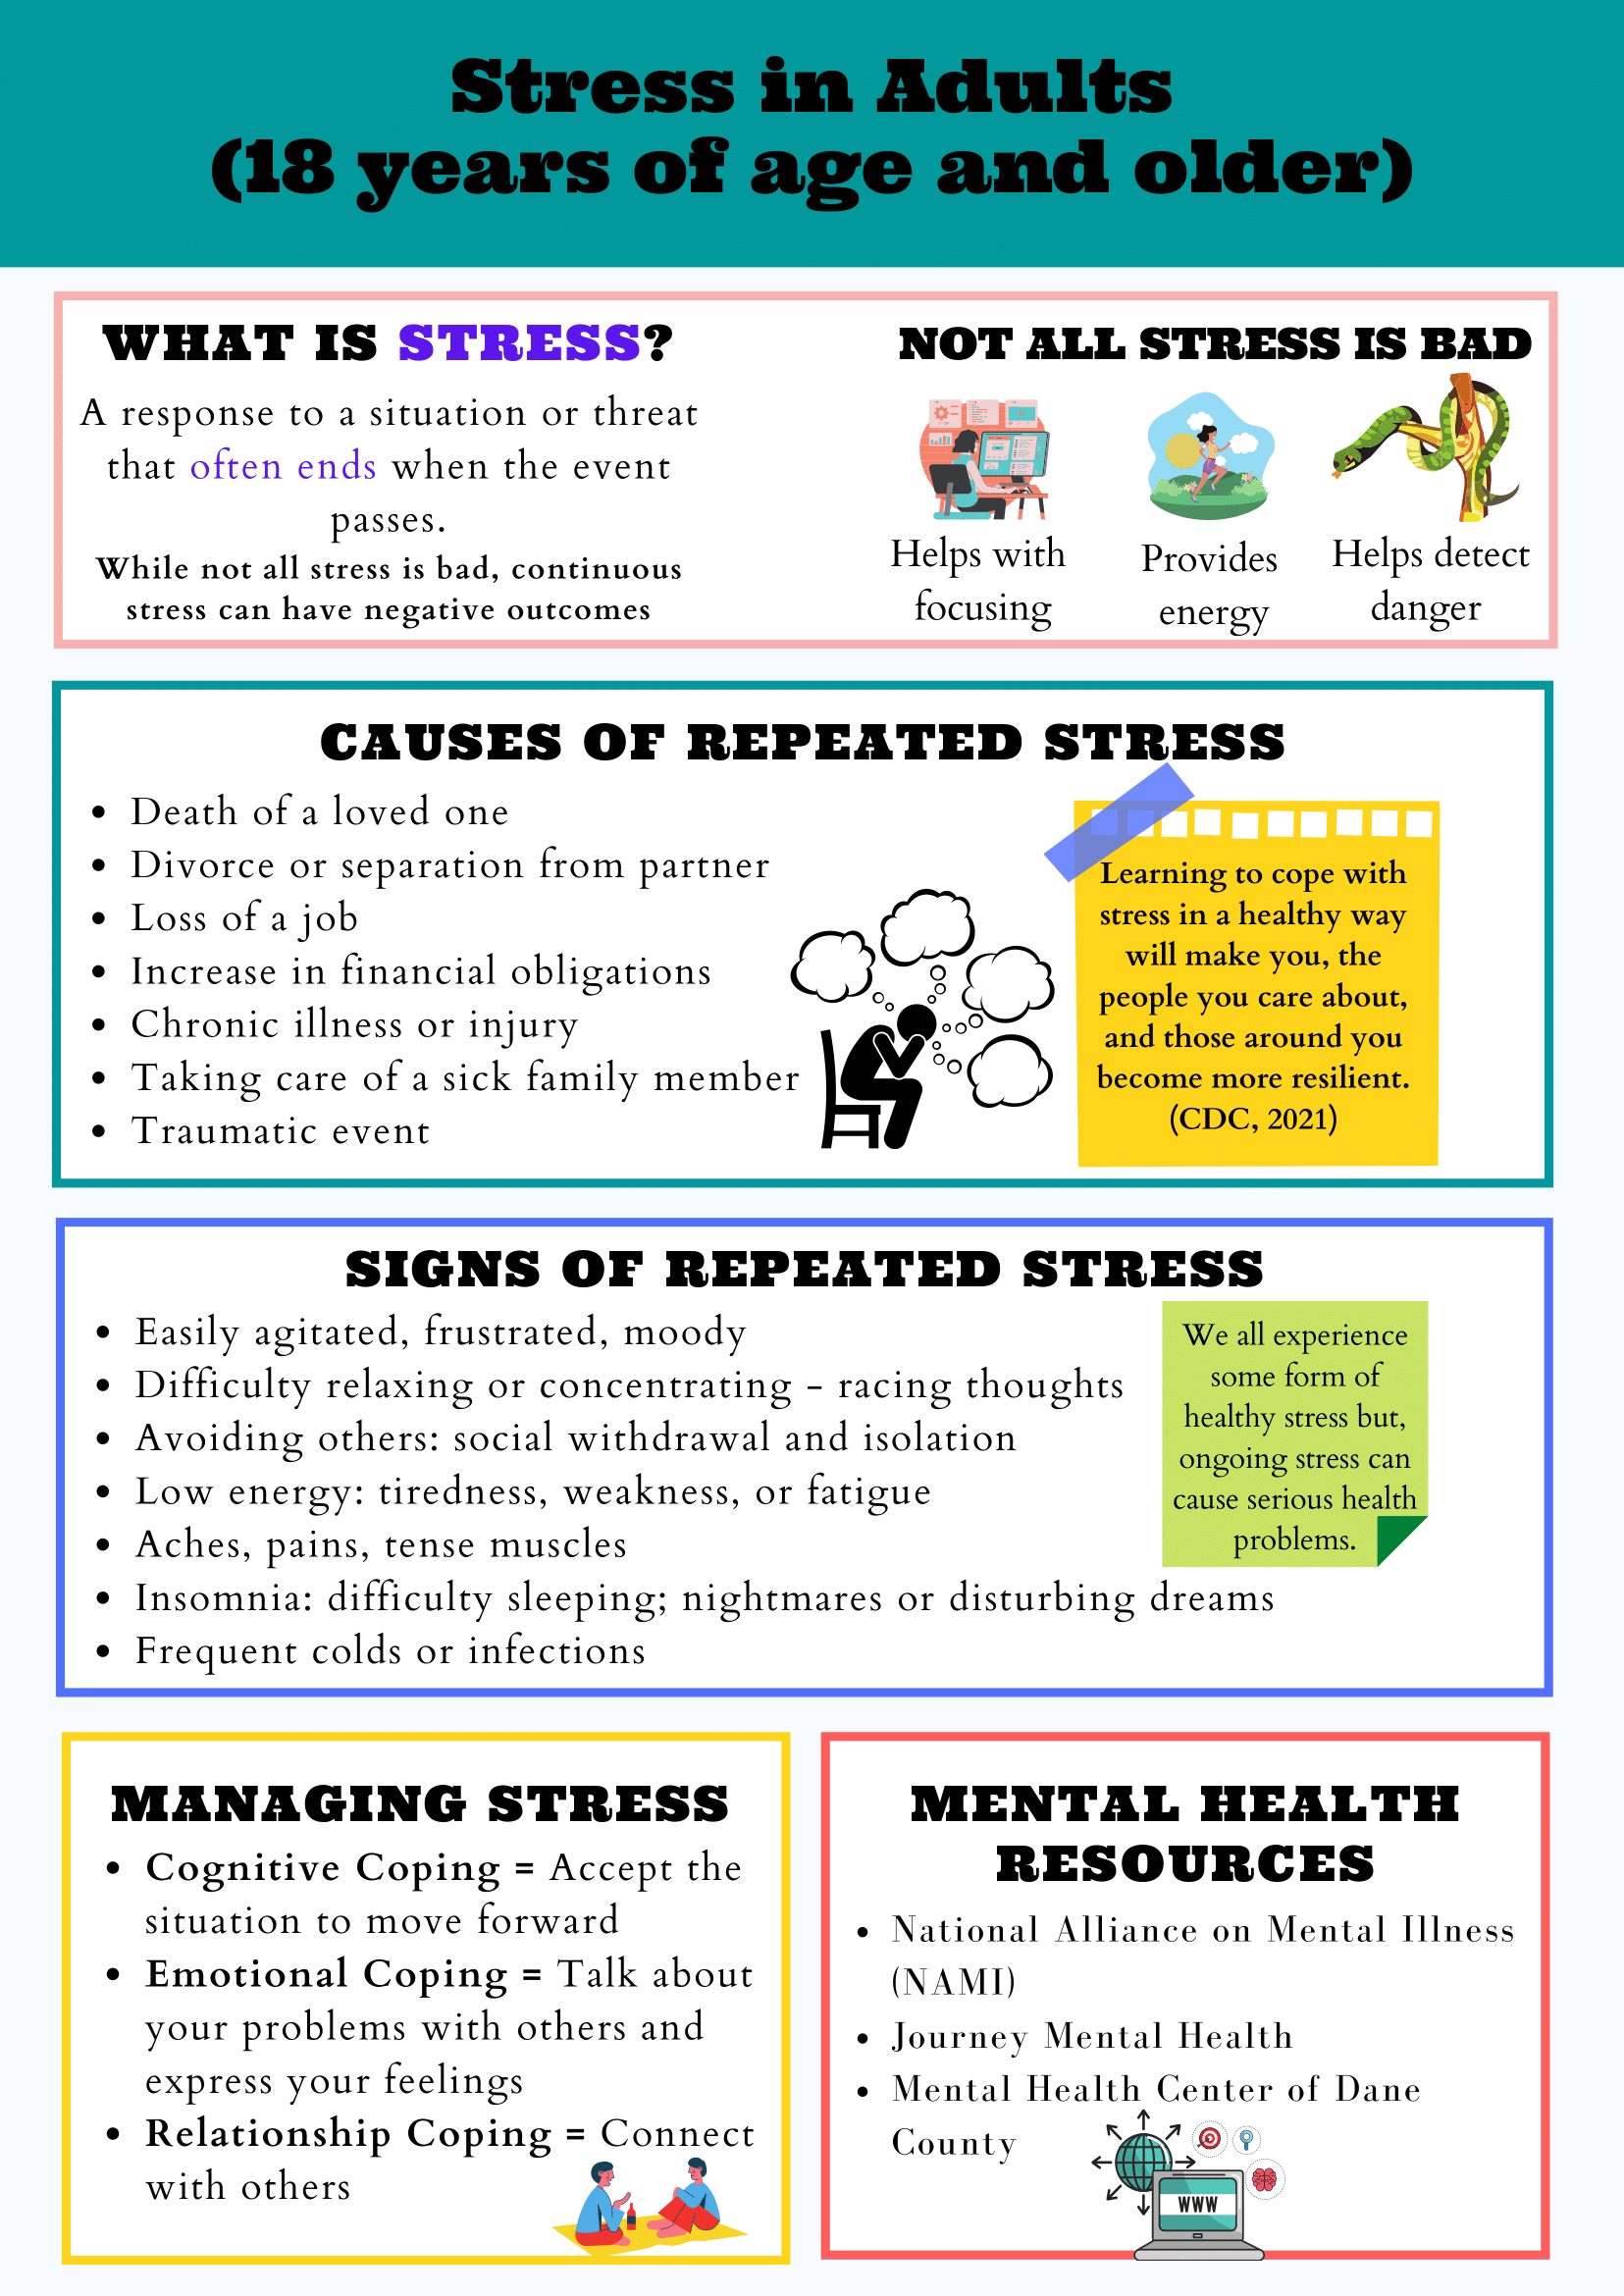 Stress in Adults
(18 years of age and older)
WHAT IS STRESS?
A response to a situation or threat
that often ends when the event
passes.
While not all stress is bad, continuous
stress can have negative outcomes
NOT ALL STRESS IS BAD
Helps with
focusing
Provides
energy
Helps detect
danger
CAUSES OF REPEATED STRESS
• Death of a loved one
• Divorce or separation from partner
• Loss of a job
• Increase in financial obligations
• Chronic illness or injury
• Taking care of a sick family member
• Traumatic event
Learning to cope with
stress in a healthy way
will make you, the
people you care about,
and those around you
become more resilient.
(CDC, 2021)
SIGNS OF REPEATED STRESS
• Easily agitated, frustrated, moody
• Difficulty relaxing or concentrating - racing thoughts
• Avoiding others: social withdrawal and isolation
• Low energy: tiredness, weakness, or fatigue
• Aches, pains, tense muscles
• Insomnia: difficulty sleeping; nightmares or disturbing dreams
• Frequent colds or infections
We all experience
some form of
healthy stress but,
ongoing stress can
cause serious health
problems.
MANAGING STRESS
• Cognitive Coping = Accept the
situation to move forward
• Emotional Coping = Talk about
your problems with others and
express your feelings
• Relationship Coping = Connect
with others
MENTAL HEALTH
RESOURCES
• National Alliance on Mental Illness
(NAMI)
• Journey Mental Health
• Mental Health Center of Dane
County
WWW